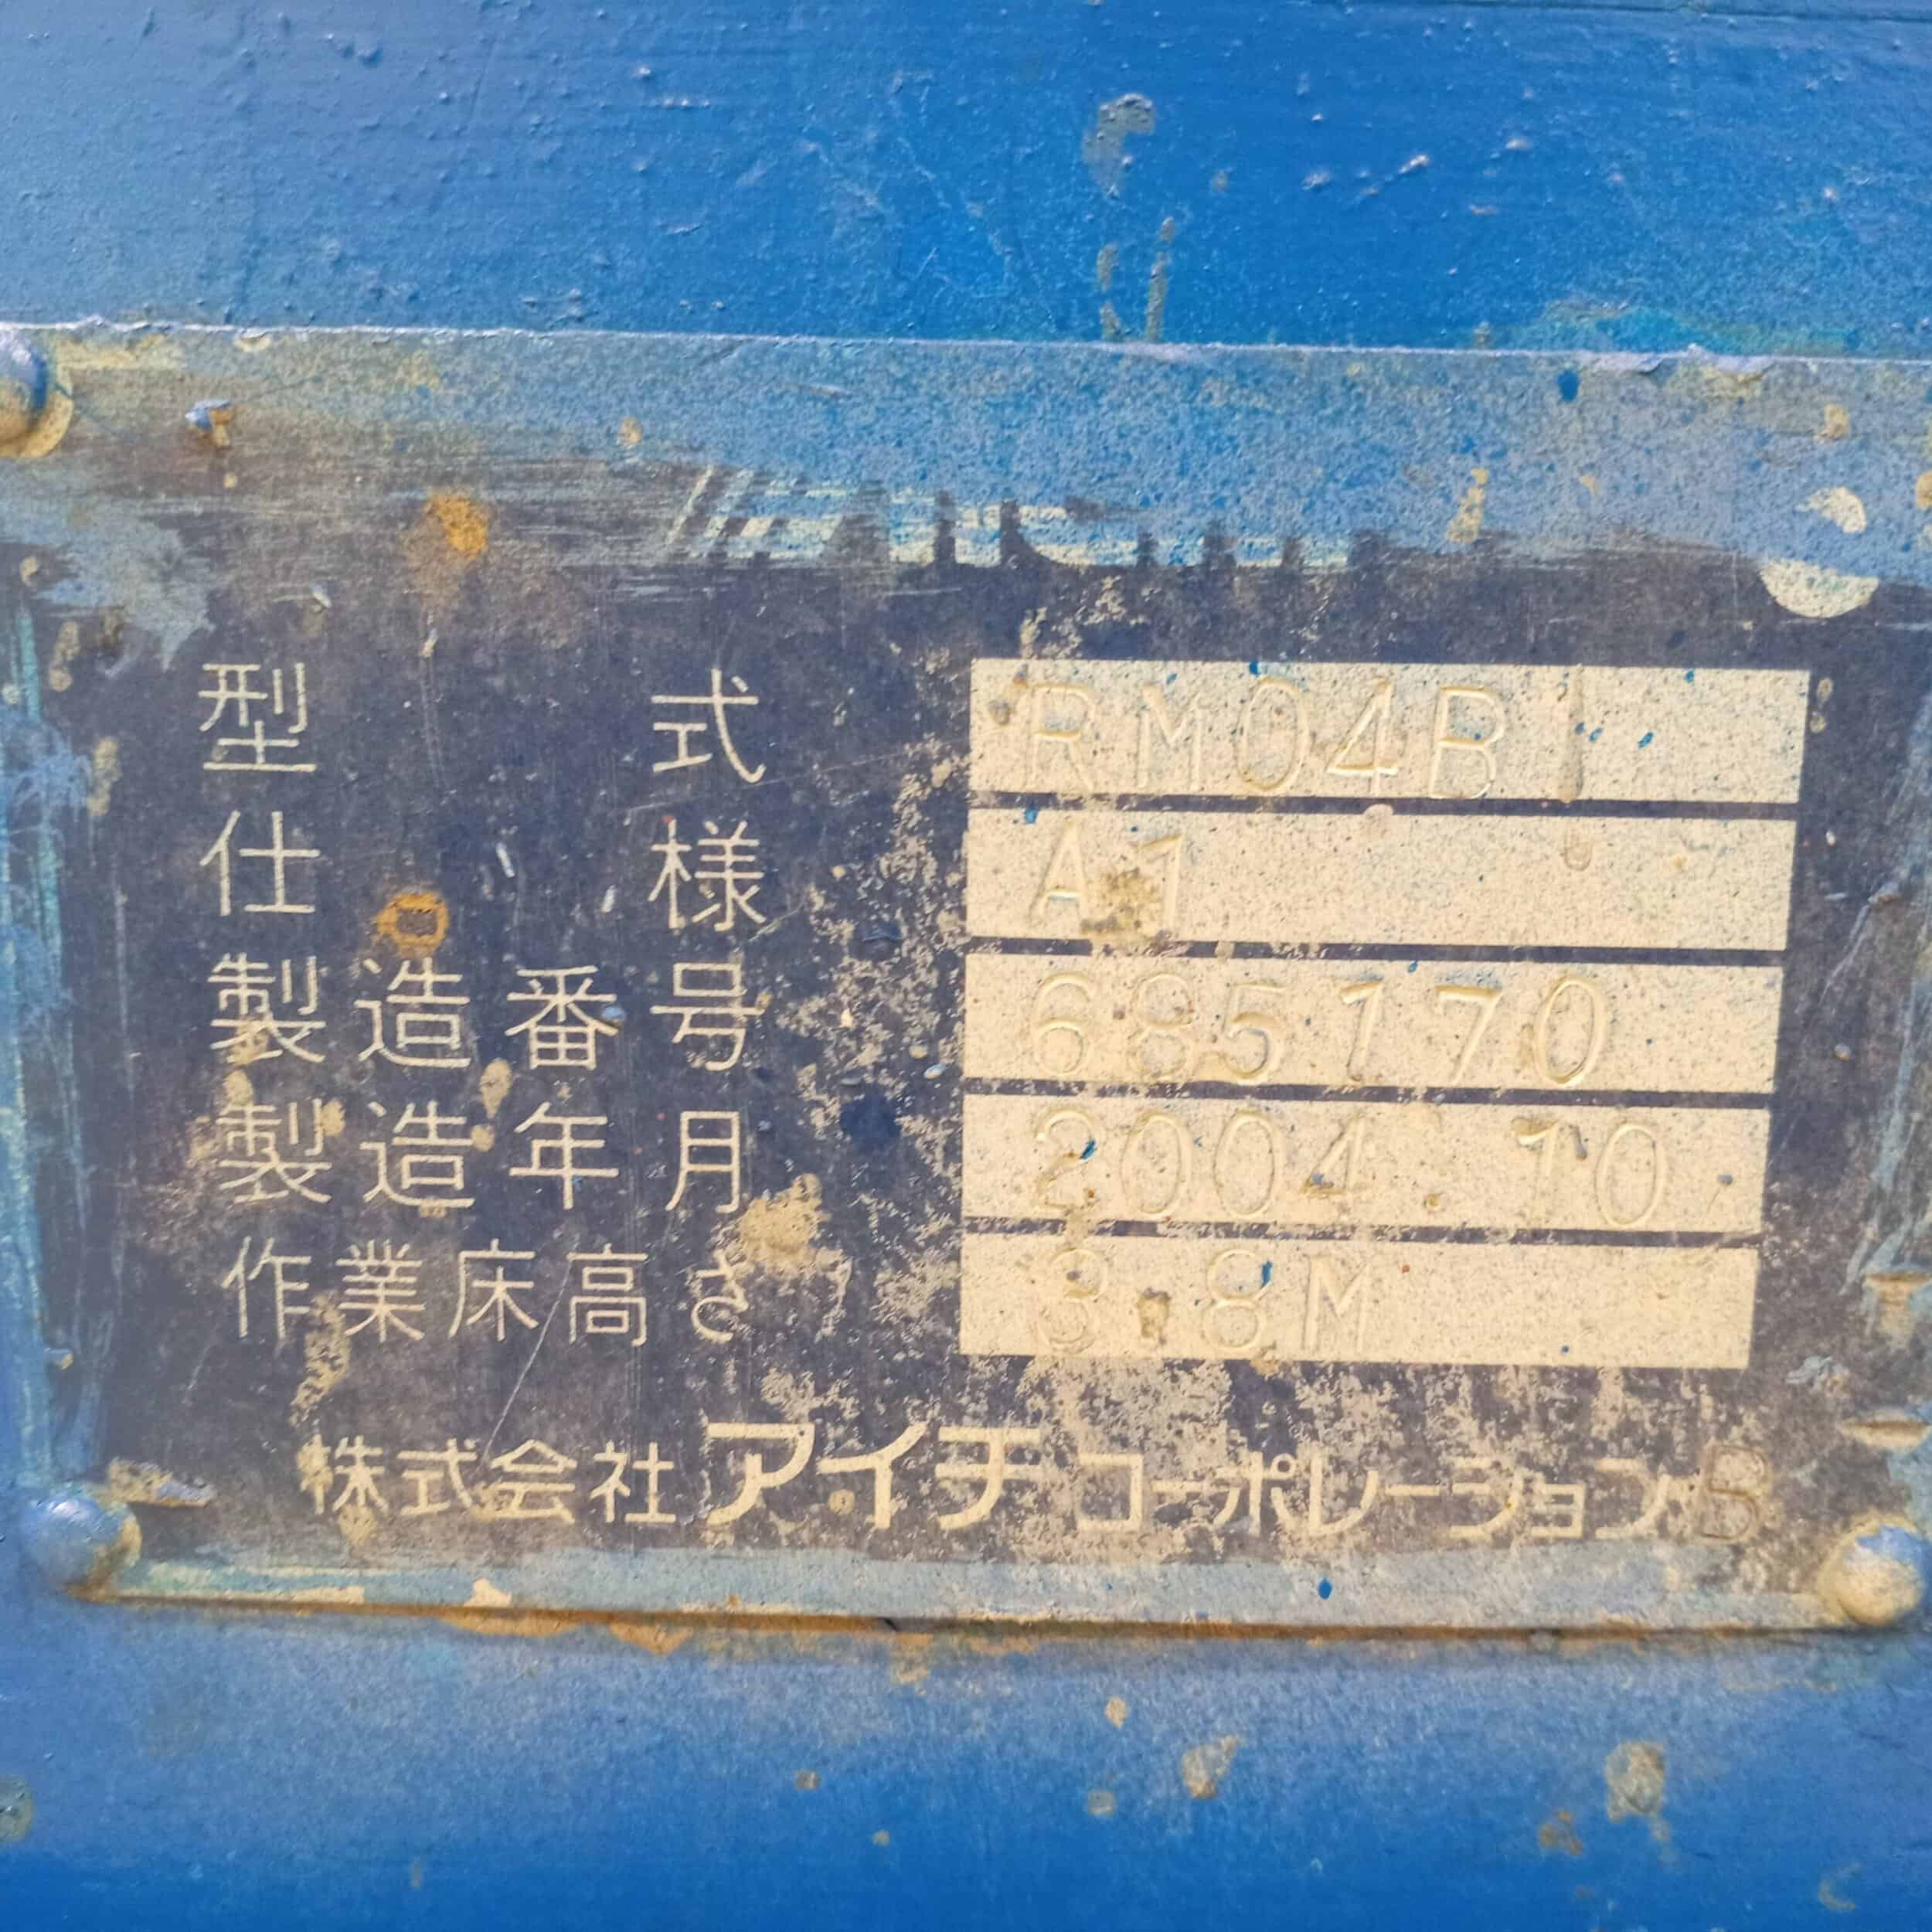 型式 RM04B
仕様 A1
製造番号 685170
製造年月 2004.10
作業床高さ 3.8M
株式会社アイチコーポレーション B